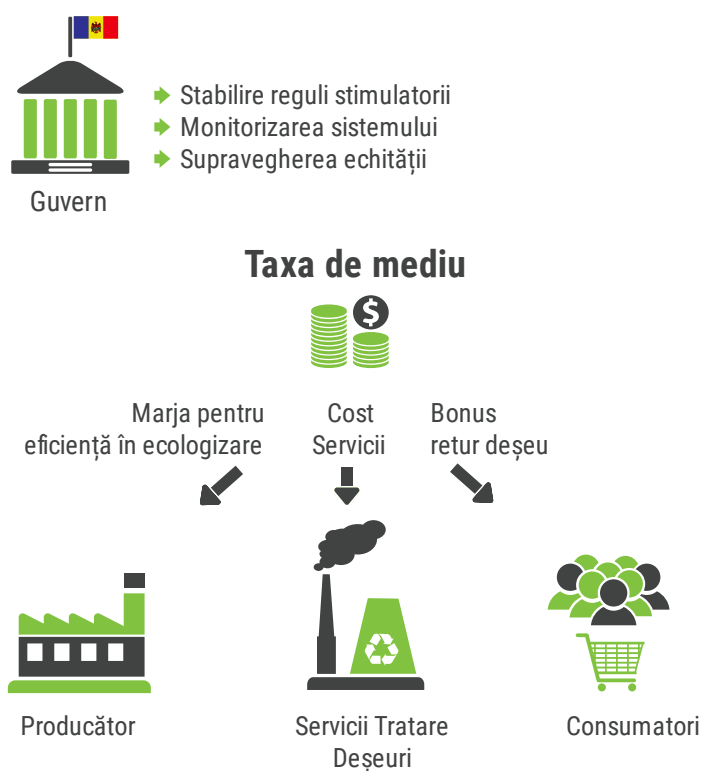 Stabilire reguli stimulatorii
Monitorizarea sistemului
Supravegherea echității
Guvern
Taxa de mediu
$
Marja pentru
eficiență în ecologizare
Cost
Servicii
Bonus
retur deșeu
Producător
Servicii Tratare
Deșeuri
Consumatori